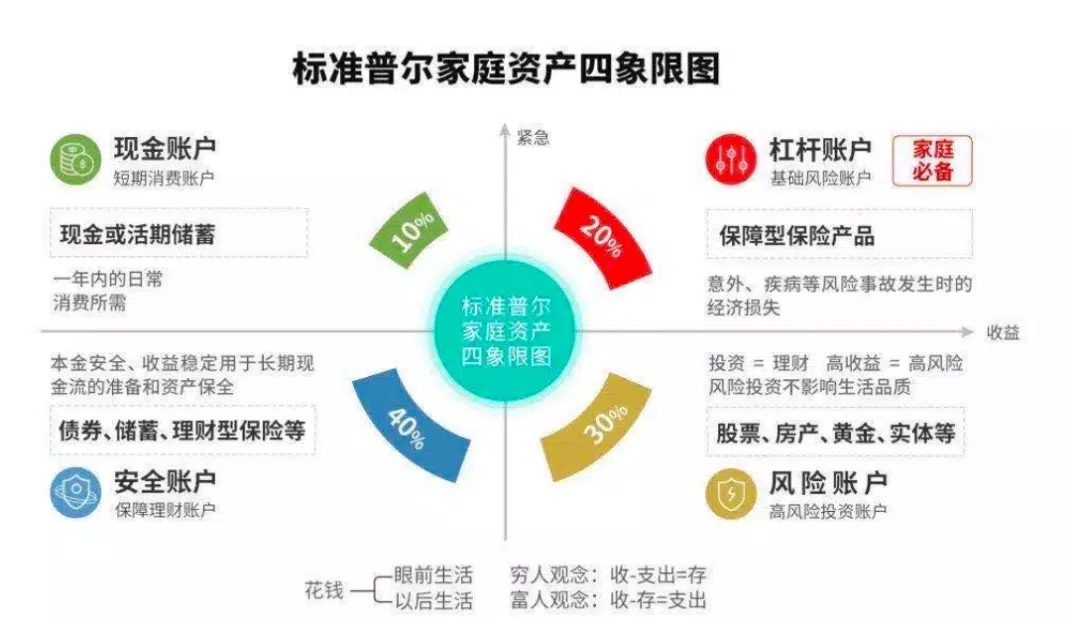 标准普尔家庭资产四象限图
紧急
现金账户
短期消费账户
现金或活期储蓄
一年内的日常
消费所需
10%
杠杆账户
基础风险账户
家庭
必备
保障型保险产品
意外、疾病等风险事故发生时的
经济损失
20%
标准普尔
家庭资产
四象限图
收益
本金安全、收益稳定用于长期现
金流的准备和资产保全
债券、储蓄、理财型保险等
安全账户
保障理财账户
40%
投资 = 理财 高收益 = 高风险
风险投资不影响生活品质
股票、房产、黄金、实体等
风险账户
高风险投资账户
30%
花钱
眼前生活
以后生活
穷人观念：收-支出=存
富人观念：收-存=支出